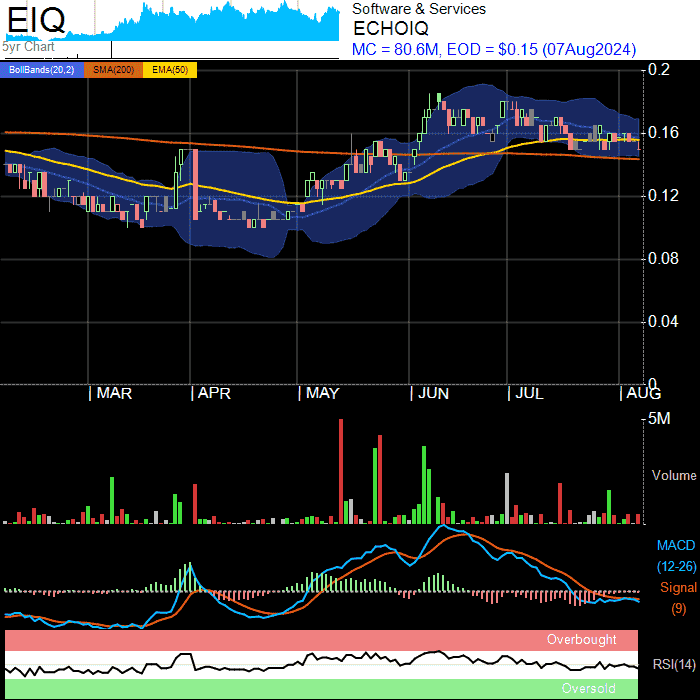 EIQ
Software & Services
ECHOIQ
5yr Chart
MC = 80.6M, EOD = $0.15 (07Aug2024)
BollBands(20,2) SMA(200) EMA(50)
0.2
0.16
0.12
0.08
0.04
0
MAR APR MAY JUN JUL AUG
5M
Volume
MACD
(12-26)
Signal
(9)
Overbought
RSI(14)
Oversold